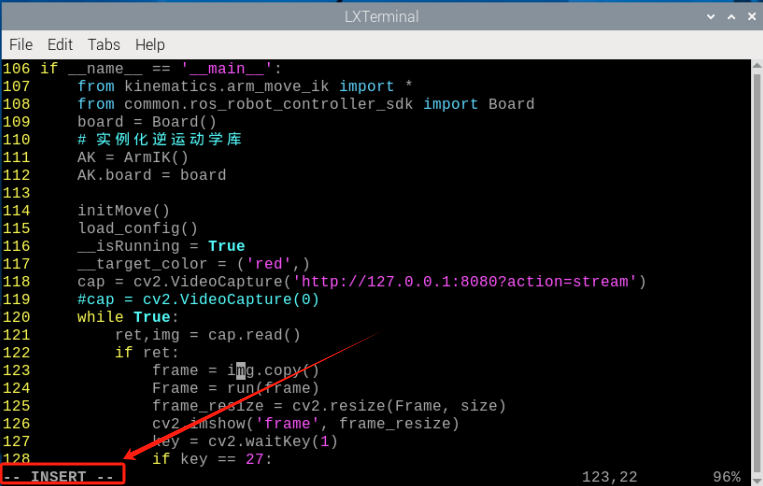 LXTerminal
File Edit Tabs Help
106 if __name__ == '__main__':
107     from kinematics.arm_move_ik import *
108     from common.ros_robot_controller_sdk import Board
109     board = Board()
110     # 实例化逆运动学库
111     AK = ArmIK()
112     AK.board = board
113
114     initMove()
115     load_config()
116     __isRunning = True
117     __target_color = ('red',)
118     cap = cv2.VideoCapture('http://127.0.0.1:8080?action=stream')
119     #cap = cv2.VideoCapture(0)
120     while True:
121         ret,img = cap.read()
122         if ret:
123             frame = img.copy()
124             Frame = run(frame)
125             frame_resize = cv2.resize(Frame, size)
126             cv2.imshow('frame', frame_resize)
127             key = cv2.waitKey(1)
128             if key == 27:
-- INSERT -- 123,22 96%